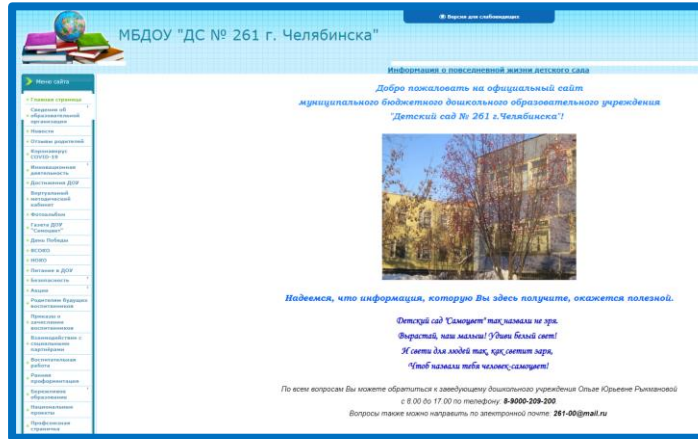 Версия для слабовидящих
МБДОУ "ДС № 261 г. Челябинска"
Информация о повседневной жизни детского сада
Меню сайта
Главная страница
Сведения об
образовательной
организации
Новости
Отзывы родителей
Коронавирус
COVID-19
Инновационная
деятельность
Достижения ДОУ
Виртуальный
методический
кабинет
Фотоальбом
Газета ДОУ
"Самоцвет"
День Победы
ВСОКО
НОКО
Питание в ДОУ
Безопасность
Акции
Родителям будущих
воспитанников
Приемка и
зачисление
воспитанников
Взаимодействие с
социальными
партнёрами
Воспитательная
работа
Ранняя
профориентация
Бережливое
образование
Национальные
проекты
Профсоюзная
страничка
Добро пожаловать на официальный сайт
муниципального бюджетного дошкольного образовательного учреждения
"Детский сад № 261 г.Челябинска"!
Надеемся, что информация, которую Вы здесь получите, окажется полезной.
Детский сад "Самоцвет" так назвали не зря.
Вырастай, наш малыш! Удиви белый свет!
И свети для людей так, как светит заря,
Чтоб назвали тебя человек-самоцвет!
По всем вопросам Вы можете обратиться к заведующему дошкольного учреждения Ольге Юрьевне Рыкмановой
с 8.00 до 17.00 по телефону: 8-9000-209-200.
Вопросы также можно направить по электронной почте: 261-00@mail.ru